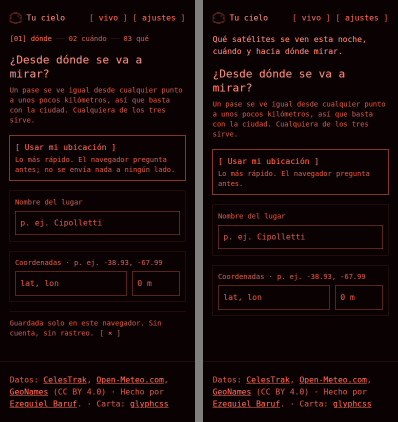 Tu cielo [ vivo ] [ ajustes ]
[01] dónde — 02 cuándo — 03 qué
¿Desde dónde se va a
mirar?
Un pase se ve igual desde cualquier punto
a unos pocos kilómetros, así que basta
con la ciudad. Cualquiera de los tres
sirve.
[ Usar mi ubicación ]
Lo más rápido. El navegador pregunta
antes; no se envía nada a ningún lado.
Nombre del lugar
p. ej. Cipolletti
Coordenadas · p. ej. -38.93, -67.99
lat, lon 0 m
Guardada solo en este navegador. Sin
cuenta, sin rastreo. [ × ]
Datos: CelesTrak, Open-Meteo.com,
GeoNames (CC BY 4.0) · Hecho por
Ezequiel Baruf. · Carta: glyphcss
Tu cielo [ vivo ] [ ajustes ]
Qué satélites se ven esta noche,
cuándo y hacia dónde mirar.
¿Desde dónde se va a
mirar?
Un pase se ve igual desde cualquier punto
a unos pocos kilómetros, así que basta
con la ciudad. Cualquiera de los tres
sirve.
[ Usar mi ubicación ]
Lo más rápido. El navegador pregunta
antes.
Nombre del lugar
p. ej. Cipolletti
Coordenadas · p. ej. -38.93, -67.99
lat, lon 0 m
Datos: CelesTrak, Open-Meteo.com,
GeoNames (CC BY 4.0) · Hecho por
Ezequiel Baruf. · Carta: glyphcss